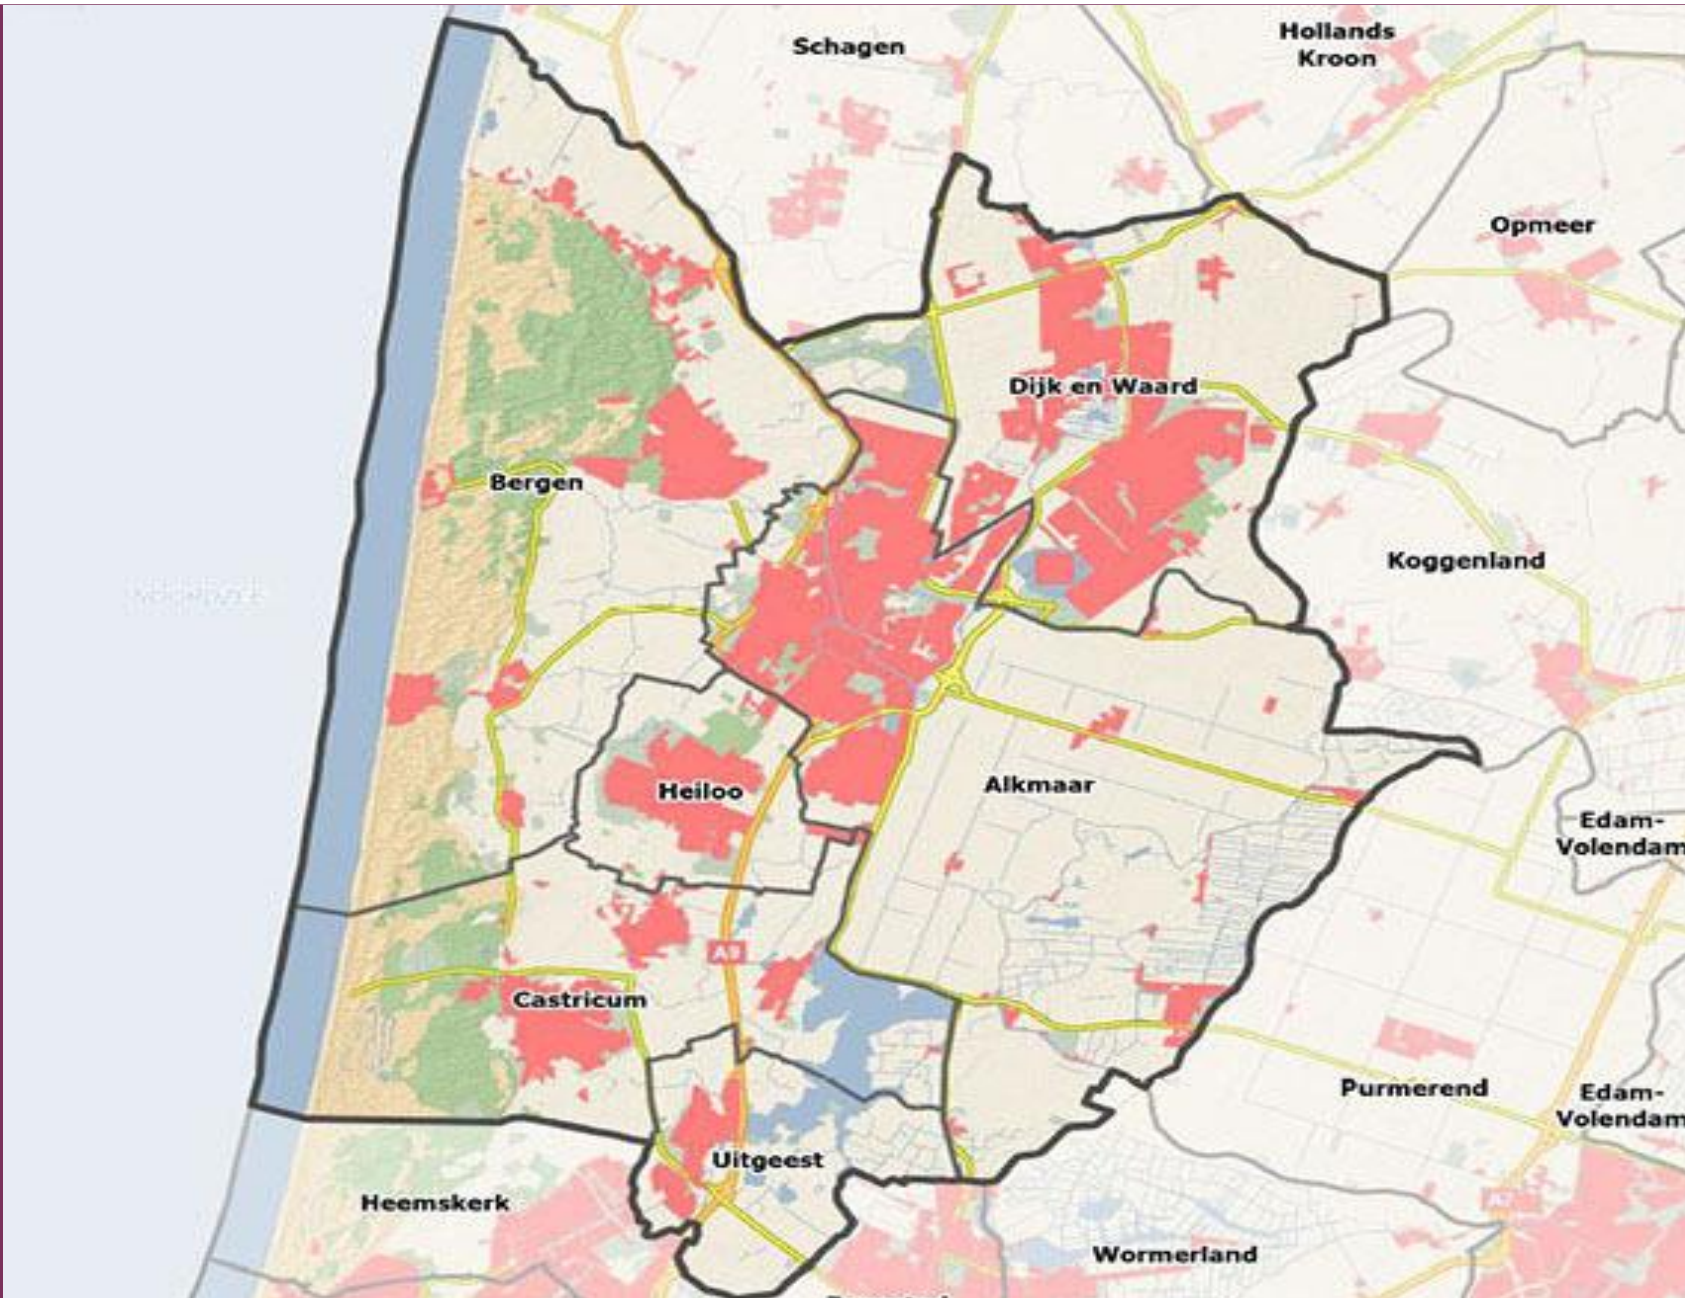 Schagen
Hollands
Kroon
Opmeer
Dijk en Waard
Bergen
Koggenland
Heiloo
Alkmaar
Edam-
Volendam
A9
Castricum
Purmerend
Edam-
Volendam
Uitgeest
Heemskerk
A7
Wormerland